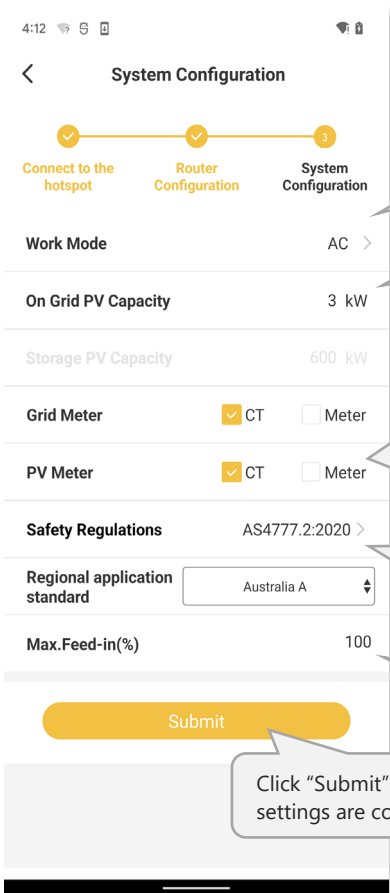 4:12
System Configuration
3
Connect to the hotspot
Router Configuration
System Configuration
Work Mode AC
On Grid PV Capacity 3 kW
Storage PV Capacity 600 kW
Grid Meter CT Meter
PV Meter CT Meter
Safety Regulations AS4777.2:2020
Regional application standard Australia A
Max.Feed-in(%) 100
Submit
Click “Submit”
settings are